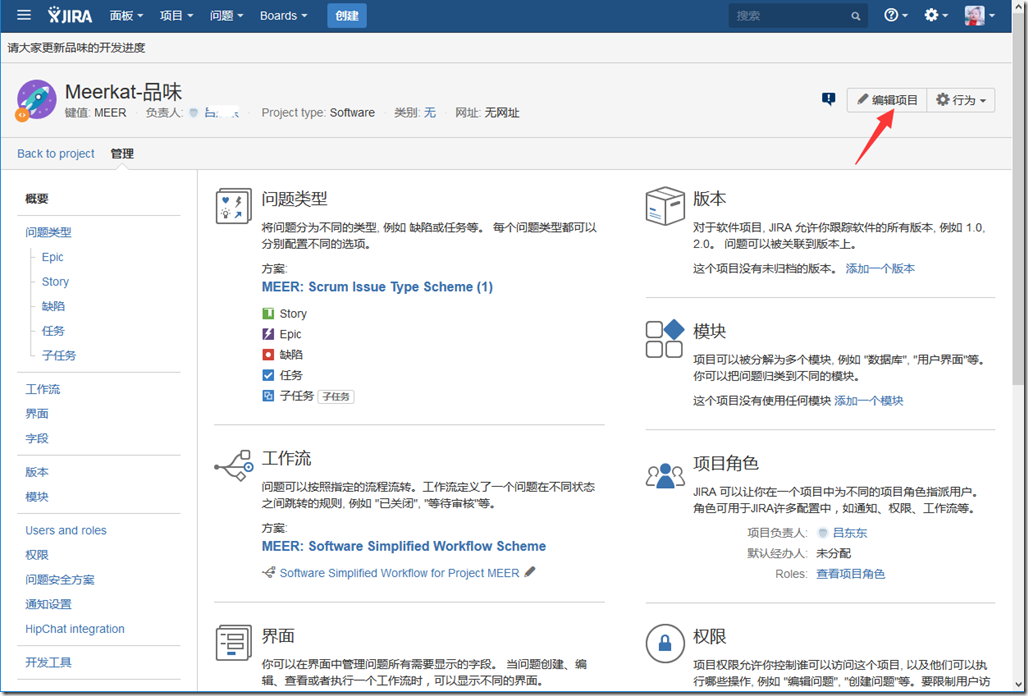 JIRA 面板 项目 问题 Boards 创建 搜索
请大家更新品味的开发进度
Meerkat-品味
键值: MEER 负责人: Project type: Software 类别: 无 网址: 无网址
编辑项目 行为
Back to project 管理
概要
问题类型
Epic
Story
缺陷
任务
子任务
工作流
界面
字段
版本
模块
Users and roles
权限
问题安全方案
通知设置
HipChat integration
开发工具
问题类型
将问题分为不同的类型, 例如 缺陷或任务等。 每个问题类型都可以
分别配置不同的选项。
方案:
MEER: Scrum Issue Type Scheme (1)
Story
Epic
缺陷
任务
子任务 子任务
工作流
问题可以按照指定的流程流转。工作流定义了一个问题在不同状态
之间跳转的规则, 例如 "已关闭", "等待审核"等。
方案:
MEER: Software Simplified Workflow Scheme
Software Simplified Workflow for Project MEER
界面
你可以在界面中管理问题所有需要显示的字段。 当问题创建、编
辑、查看或者执行一个工作流时，可以显示不同的界面。
版本
对于软件项目, JIRA 允许你跟踪软件的所有版本, 例如 1.0,
2.0。 问题可以被关联到版本上。
这个项目没有未归档的版本。 添加一个版本
模块
项目可以被分解为多个模块, 例如 "数据库", "用户界面"等。
你可以把问题归类到不同的模块。
这个项目没有使用任何模块 添加一个模块
项目角色
JIRA 可以让你在一个项目中为不同的项目角色指派用户。
角色可用于JIRA许多配置中，如通知、权限、工作流等。
项目负责人: 吕东东
默认经办人: 未分配
Roles: 查看项目角色
权限
项目权限允许你控制谁可以访问这个项目, 以及他们可以执
行哪些操作, 例如 "编辑问题", "创建问题"等。要限制用户访